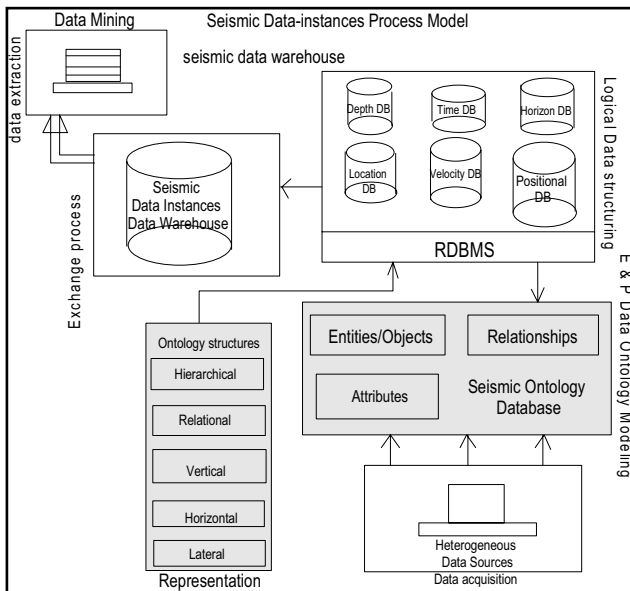 Data Mining
Seismic Data-instances Process Model
data extraction
seismic data warehouse
Depth DB
Time DB
Horizon DB
Location
DB
Velocity DB
Positional
DB
RDBMS
Logical Data structuring
Seismic
Data Instances
Data Warehouse
Exchange process
Ontology structures
Hierarchical
Relational
Vertical
Horizontal
Lateral
Representation
Entities/Objects
Relationships
Attributes
Seismic Ontology
Database
E & P Data Ontology Modeling
Heterogeneous
Data Sources
Data acquisition